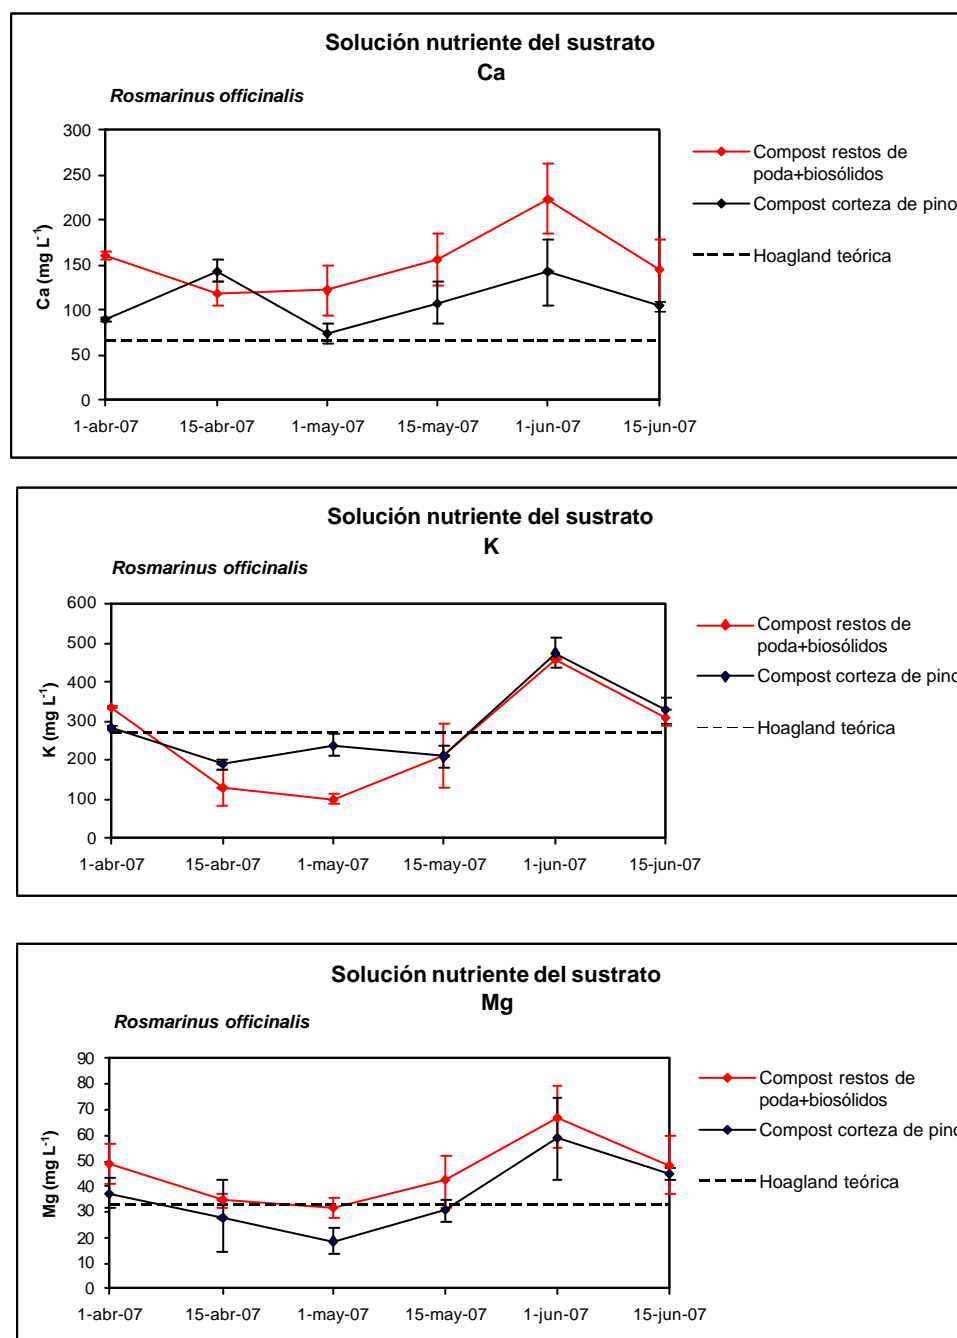 Solución nutriente del sustrato
Ca
Rosmarinus officinalis
Ca (mg L-1)
300
250
200
150
100
50
0
1-abr-07 15-abr-07 1-may-07 15-may-07 1-jun-07 15-jun-07
Compost restos de
poda+biosólidos
Compost corteza de pino
Hoagland teórica
Solución nutriente del sustrato
K
Rosmarinus officinalis
K (mg L-1)
600
500
400
300
200
100
0
1-abr-07 15-abr-07 1-may-07 15-may-07 1-jun-07 15-jun-07
Compost restos de
poda+biosólidos
Compost corteza de pino
Hoagland teórica
Solución nutriente del sustrato
Mg
Rosmarinus officinalis
Mg (mg L-1)
90
80
70
60
50
40
30
20
10
0
1-abr-07 15-abr-07 1-may-07 15-may-07 1-jun-07 15-jun-07
Compost restos de
poda+biosólidos
Compost corteza de pino
Hoagland teórica